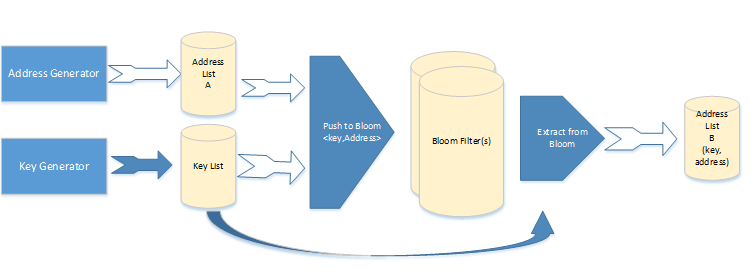 Address Generator
Address
List
A
Key Generator
Key List
Push to Bloom
<key,Address>
Bloom Filter(s)
Extract from
Bloom
Address
List
B
(key,
address)